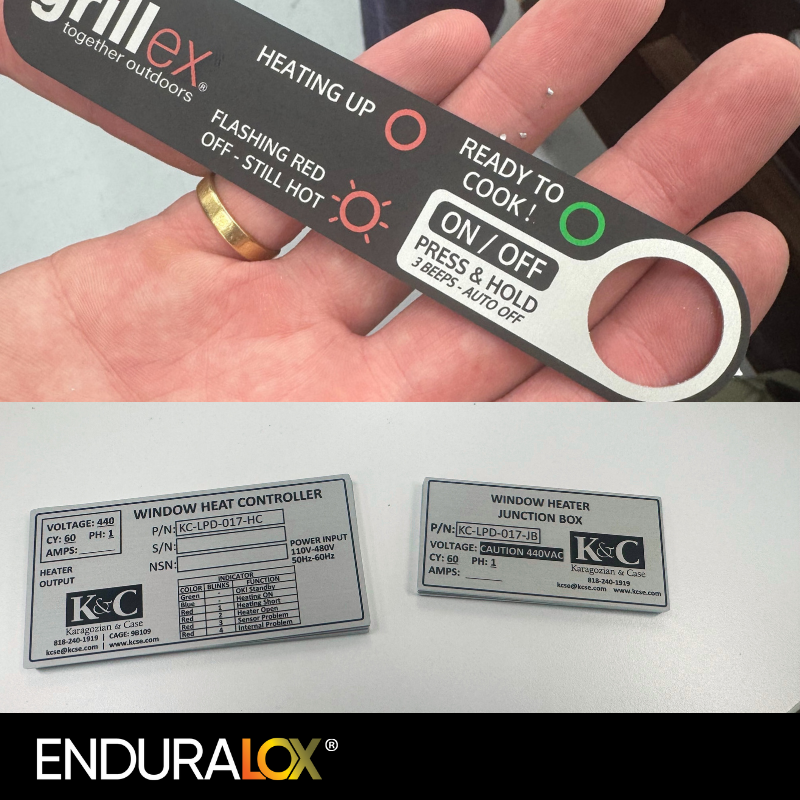 grillex®
together outdoors
HEATING UP
FLASHING RED
OFF - STILL HOT
READY TO
COOK!
ON / OFF
PRESS & HOLD
3 BEEPS - AUTO OFF
WINDOW HEAT CONTROLLER
VOLTAGE: 440
CY: 60 PH: 1
AMPS:
P/N: KC-LPD-017-HC
S/N:
NSN:
POWER INPUT
110V-480V
50Hz-60Hz
HEATER
OUTPUT
INDICATOR
COLOR BLINKS FUNCTION
Green - OK! Standby
Blue - Heating ON
Red 1 Heating Short
Red 2 Heater Open
Red 3 Sensor Problem
Red 4 Internal Problem
K&C
Karagozian & Case
818-240-1919 | CAGE: 9B109
kcse@kcse.com | www.kcse.com
WINDOW HEATER
JUNCTION BOX
P/N: KC-LPD-017-JB
VOLTAGE: CAUTION 440VAC
CY: 60 PH: 1
AMPS:
K&C
Karagozian & Case
818-240-1919
kcse@kcse.com www.kcse.com
ENDURALOX®